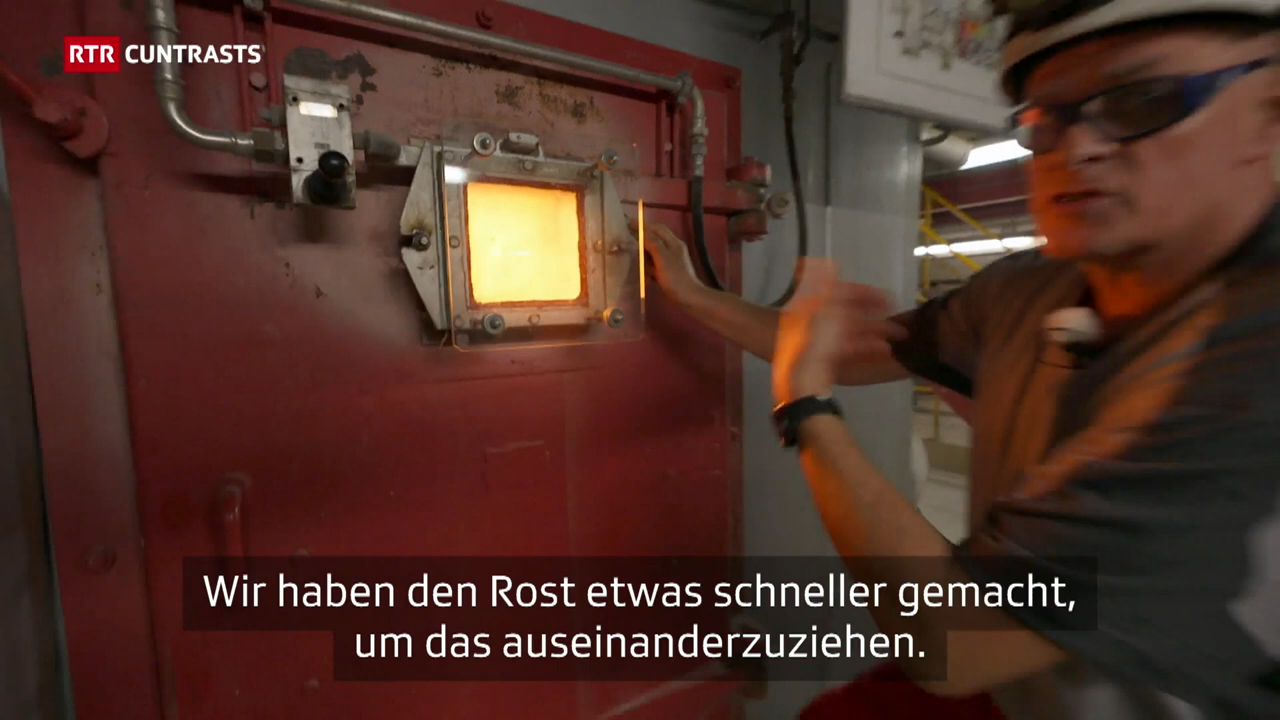 RTR CUNTRASTS
Wir haben den Rost etwas schneller gemacht,
um das auseinanderzuziehen.